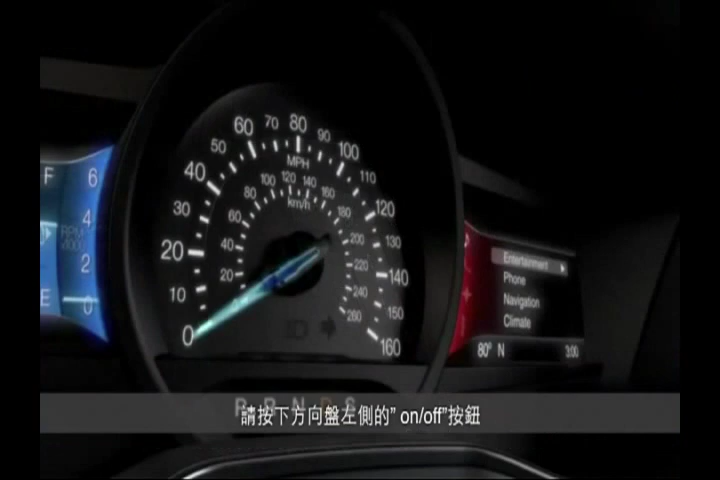 F
6
4
RPM
x1000
2
E
0
0
10
20
30
40
50
60
70
80
90
100
110
120
130
140
150
160
MPH
km/h
20
40
60
80
100
120
140
160
180
200
220
240
260
Entertainment
Phone
Navigation
Climate
80° N 3:00
P R N D S
請按下方向盤左側的” on/off”按鈕